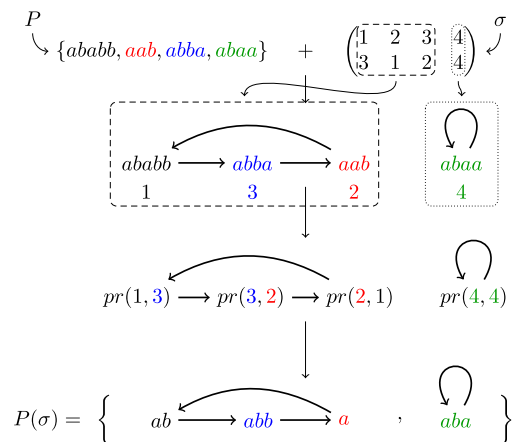 P σ
{ababb, aab, abba, abaa} + (1 2 3 4
3 1 2 4)
ababb abba aab abaa
1 3 2 4
pr(1, 3) pr(3, 2) pr(2, 1) pr(4, 4)
P(σ) = { ab abb a , aba }